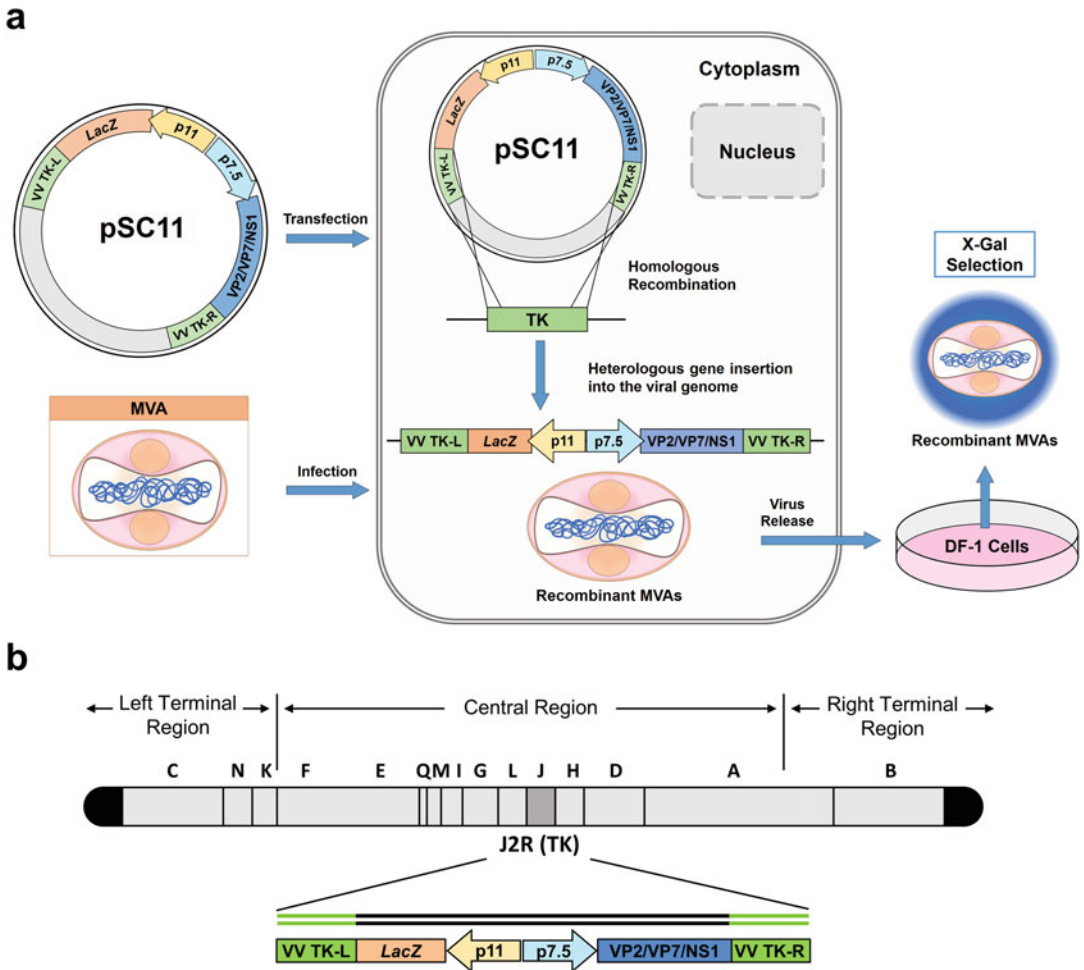 a
LacZ
p11
p7.5
VV TK-L
VP2/VP7/NS1
VV TK-R
pSC11
Transfection
MVA
Infection
p11
p7.5
LacZ
VP2/VP7/NS1
VV TK-L
VV TK-R
pSC11
Cytoplasm
Nucleus
Homologous
Recombination
TK
Heterologous gene insertion
into the viral genome
VV TK-L LacZ p11 p7.5 VP2/VP7/NS1 VV TK-R
Recombinant MVAs
Virus
Release
X-Gal
Selection
Recombinant MVAs
DF-1 Cells
b
Left Terminal
Region
Central Region
Right Terminal
Region
C N K F E Q M I G L J H D A B
J2R (TK)
VV TK-L LacZ p11 p7.5 VP2/VP7/NS1 VV TK-R